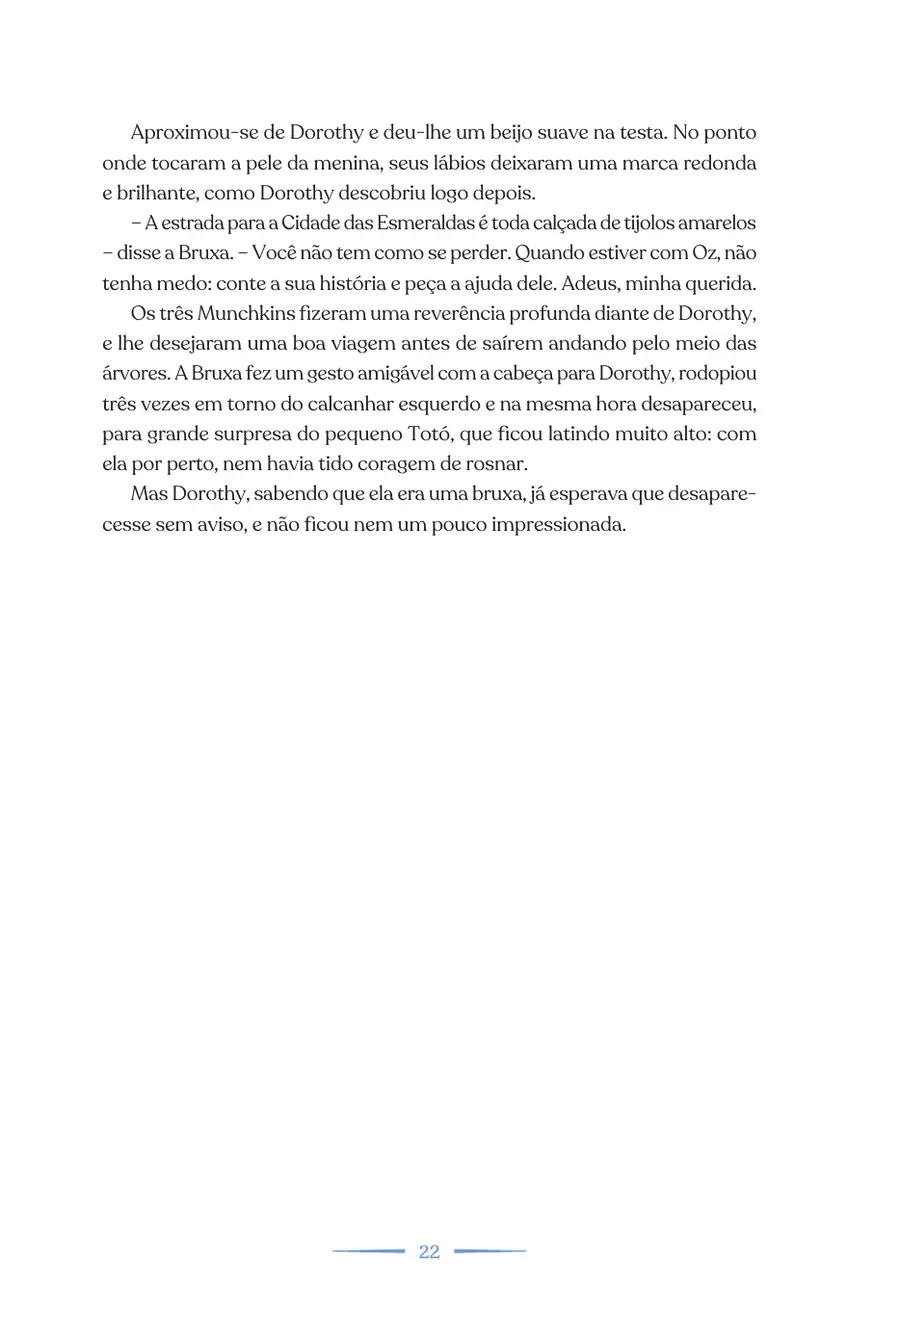 Aproximou-se de Dorothy e deu-lhe um beijo suave na testa. No ponto
onde tocaram a pele da menina, seus lábios deixaram uma marca redonda
e brilhante, como Dorothy descobriu logo depois.
– A estrada para a Cidade das Esmeraldas é toda calçada de tijolos amarelos
– disse a Bruxa. – Você não tem como se perder. Quando estiver com Oz, não
tenha medo: conte a sua história e peça a ajuda dele. Adeus, minha querida.
Os três Munchkins fizeram uma reverência profunda diante de Dorothy,
e lhe desejaram uma boa viagem antes de saírem andando pelo meio das
árvores. A Bruxa fez um gesto amigável com a cabeça para Dorothy, rodopiou
três vezes em torno do calcanhar esquerdo e na mesma hora desapareceu,
para grande surpresa do pequeno Totó, que ficou latindo muito alto: com
ela por perto, nem havia tido coragem de rosnar.
Mas Dorothy, sabendo que ela era uma bruxa, já esperava que desapare-
cesse sem aviso, e não ficou nem um pouco impressionada.
22